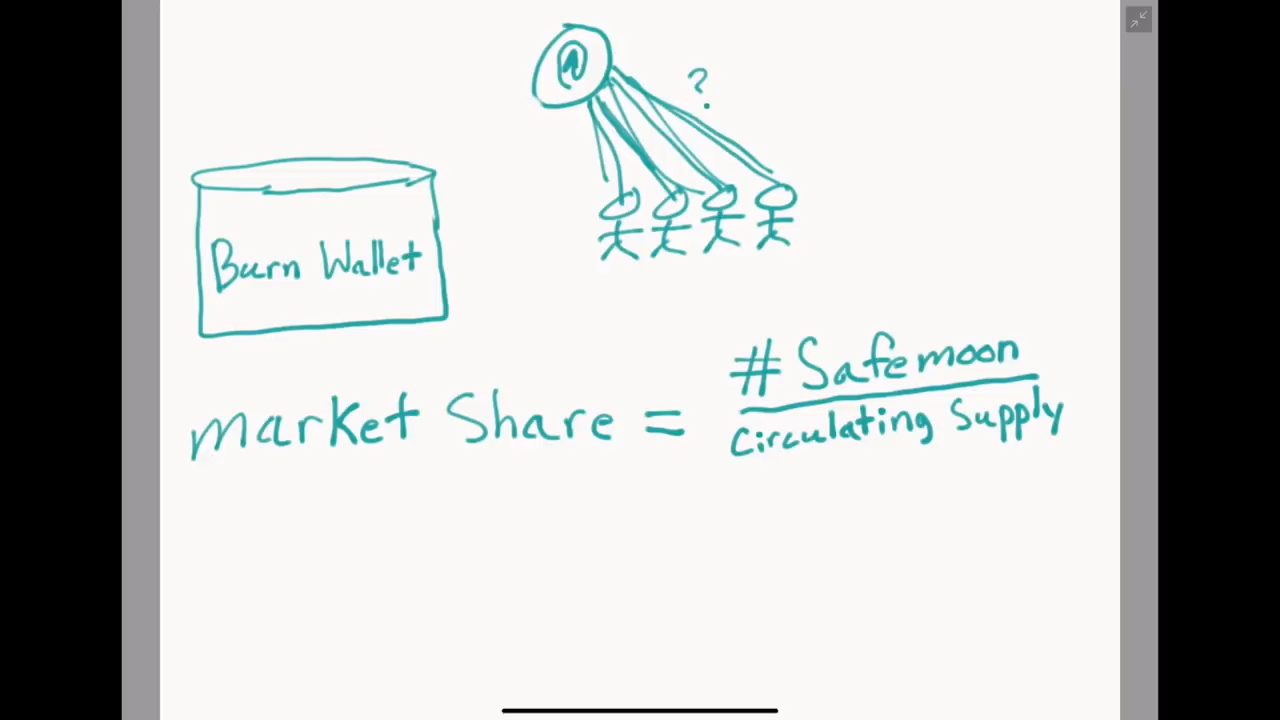 ?
Burn Wallet
market Share = # Safemoon
Circulating Supply